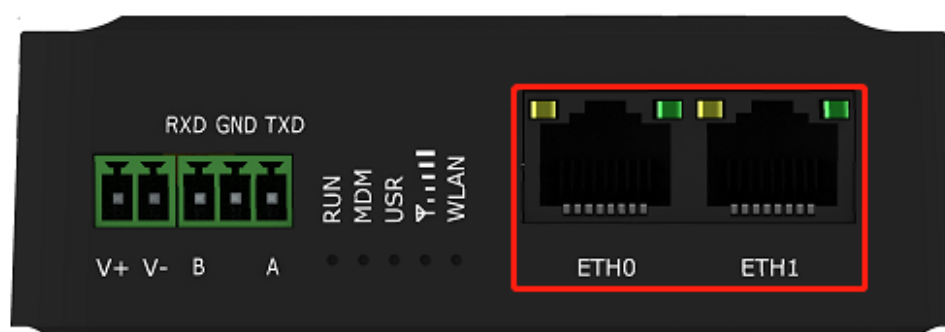 RXD GND TXD
RUN
MDM
USR
WLAN
V+ V- B A
ETH0 ETH1